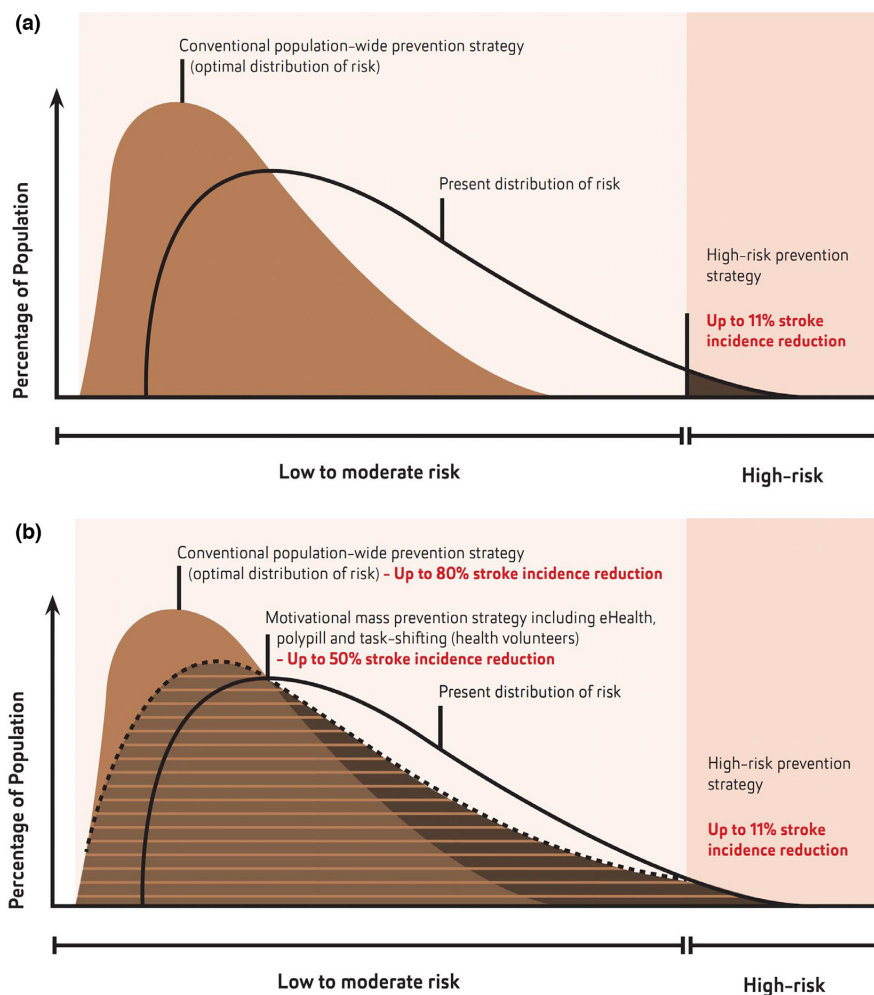 (a)
Conventional population-wide prevention strategy
(optimal distribution of risk)
Present distribution of risk
High-risk prevention
strategy
Up to 11% stroke
incidence reduction
Percentage of Population
Low to moderate risk
High-risk
(b)
Conventional population-wide prevention strategy
(optimal distribution of risk) - Up to 80% stroke incidence reduction
Motivational mass prevention strategy including eHealth,
polypill and task-shifting (health volunteers)
- Up to 50% stroke incidence reduction
Present distribution of risk
High-risk prevention
strategy
Up to 11% stroke
incidence reduction
Percentage of Population
Low to moderate risk
High-risk